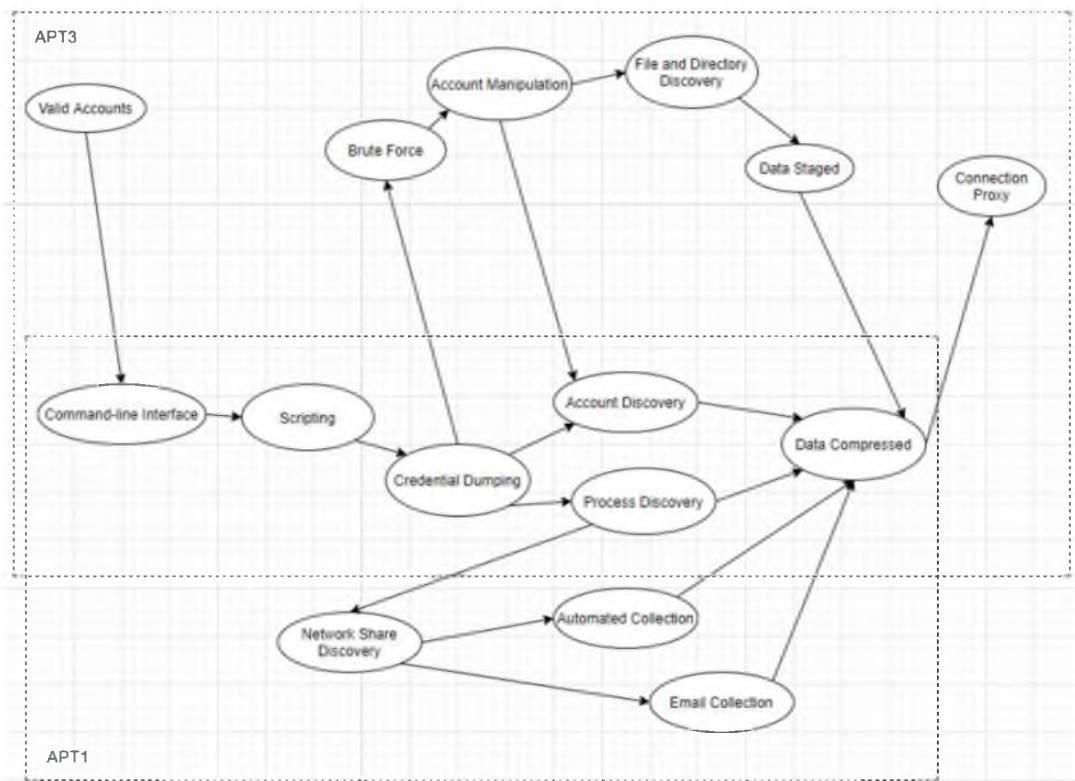 APT3
Valid Accounts
Account Manipulation
File and Directory
Discovery
Brute Force
Data Staged
Connection
Proxy
Command-line Interface
Scripting
Account Discovery
Data Compressed
Credential Dumping
Process Discovery
Network Share
Discovery
Automated Collection
Email Collection
APT1